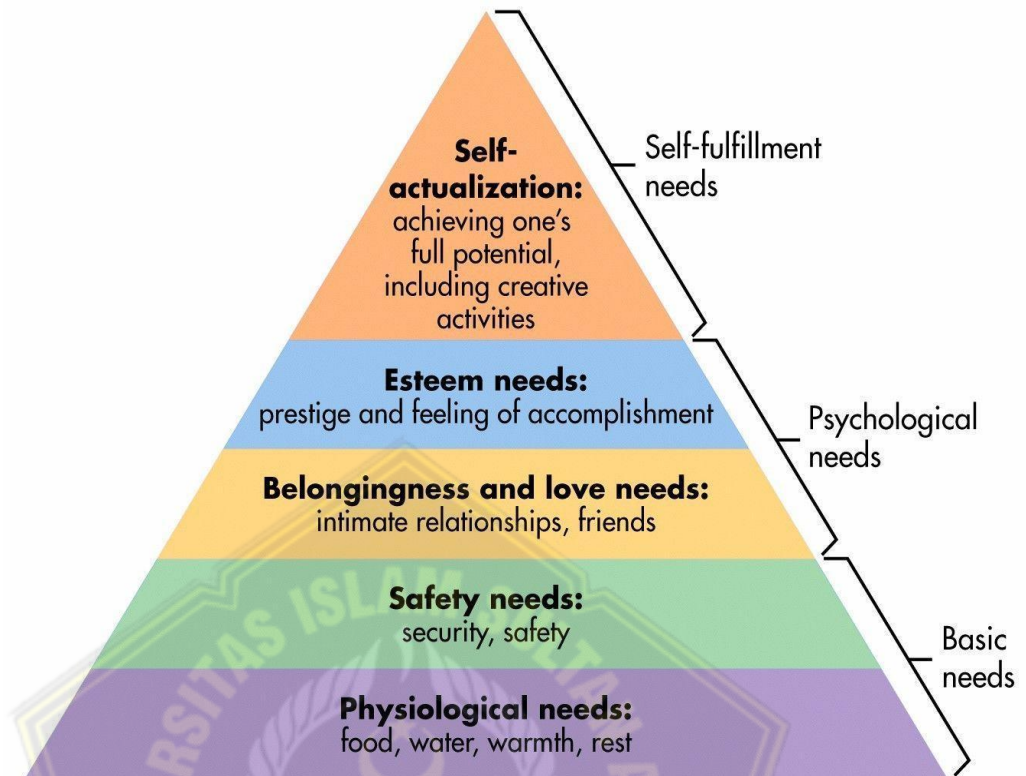 Self-
actualization:
achieving one's
full potential,
including creative
activities
Self-fulfillment
needs
Esteem needs:
prestige and feeling of accomplishment
Psychological
needs
Belongingness and love needs:
intimate relationships, friends
Safety needs:
security, safety
Basic
needs
Physiological needs:
food, water, warmth, rest
ISLAM